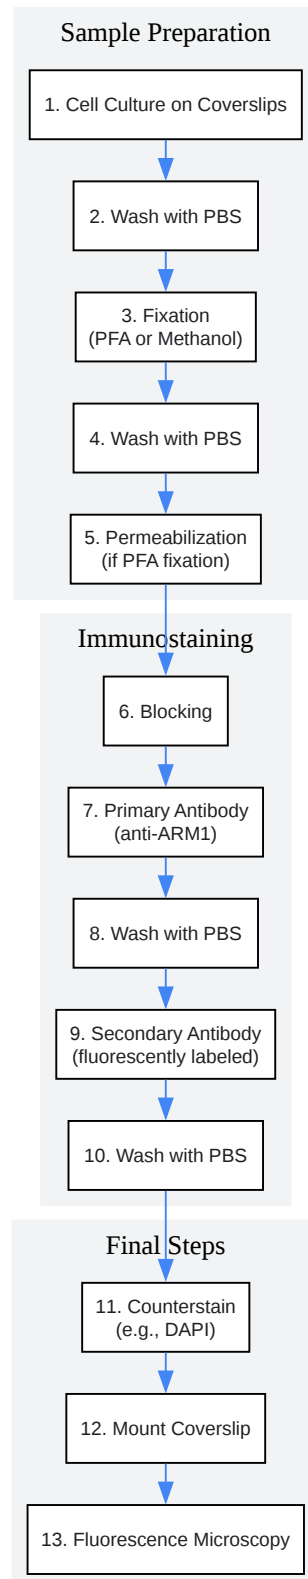 Sample Preparation
1. Cell Culture on Coverslips
2. Wash with PBS
3. Fixation
(PFA or Methanol)
4. Wash with PBS
5. Permeabilization
(if PFA fixation)
Immunostaining
6. Blocking
7. Primary Antibody
(anti-ARM1)
8. Wash with PBS
9. Secondary Antibody
(fluorescently labeled)
10. Wash with PBS
Final Steps
11. Counterstain
(e.g., DAPI)
12. Mount Coverslip
13. Fluorescence Microscopy